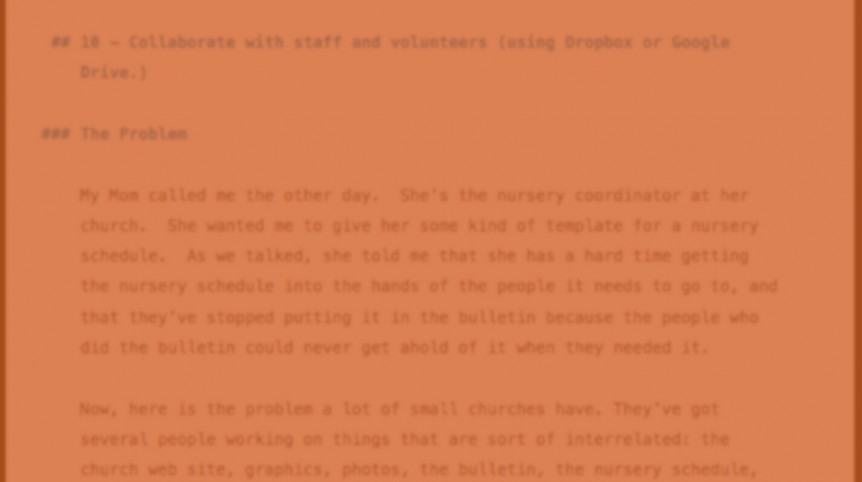 ## 10 – Collaborate with staff and volunteers (using Dropbox or Google
Drive.)
### The Problem
My Mom called me the other day.  She's the nursery coordinator at her
church.  She wanted me to give her some kind of template for a nursery
schedule.  As we talked, she told me that she has a hard time getting
the nursery schedule into the hands of the people it needs to go to, and
that they've stopped putting it in the bulletin because the people who
did the bulletin could never get ahold of it when they needed it.
Now, here is the problem a lot of small churches have. They've got
several people working on things that are sort of interrelated: the
church web site, graphics, photos, the bulletin, the nursery schedule,